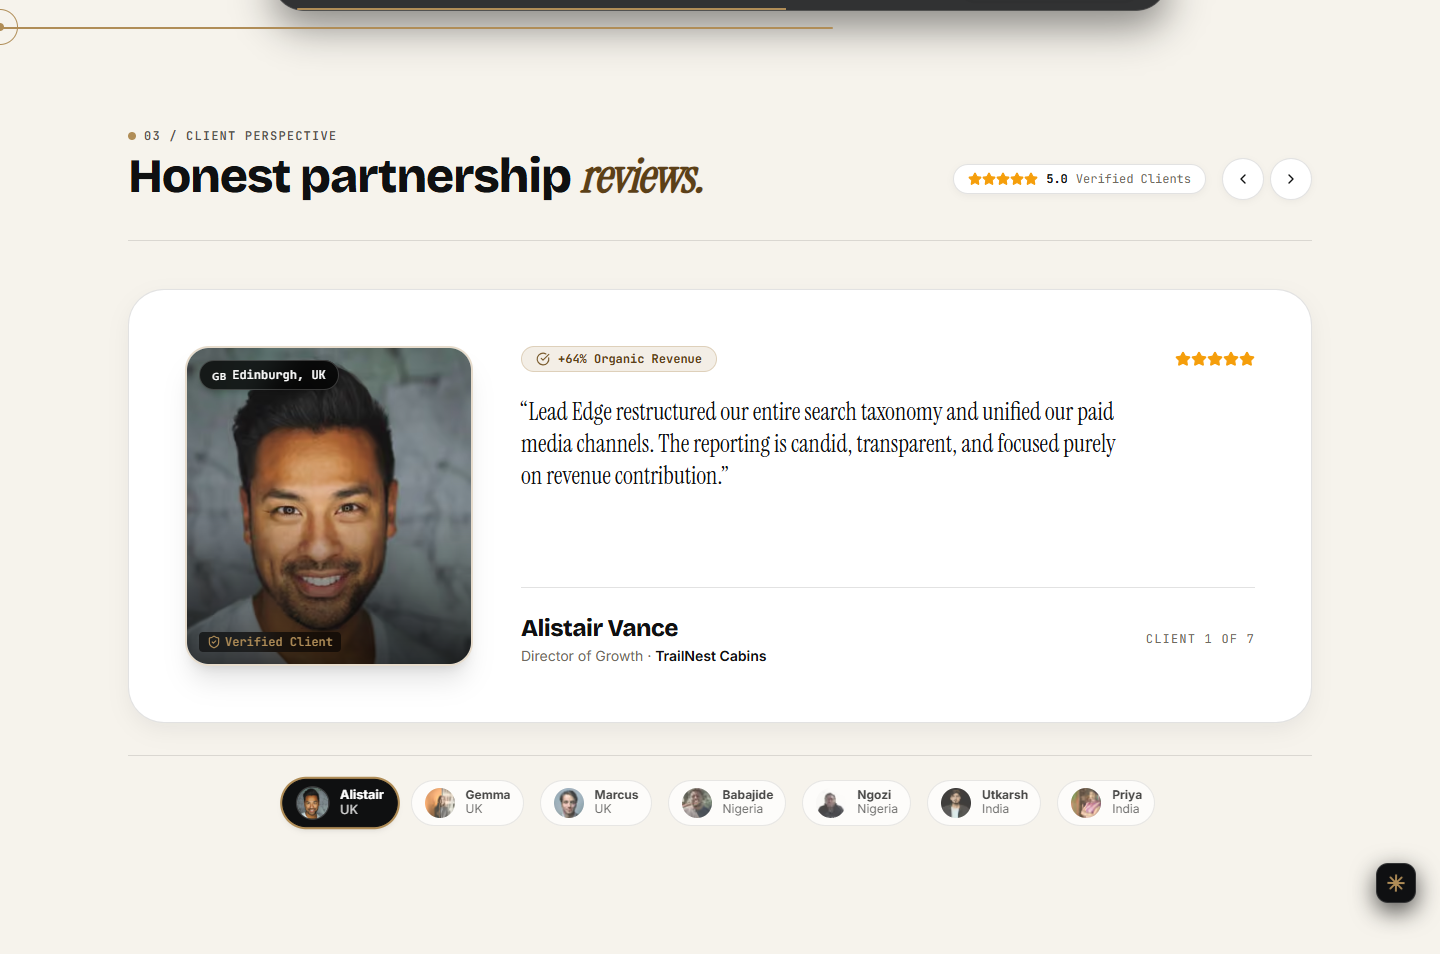 03 / CLIENT PERSPECTIVE
Honest partnership reviews.
5.0 Verified Clients
GB Edinburgh, UK
Verified Client
+64% Organic Revenue
“Lead Edge restructured our entire search taxonomy and unified our paid
media channels. The reporting is candid, transparent, and focused purely
on revenue contribution.”
Alistair Vance
Director of Growth · TrailNest Cabins
CLIENT 1 OF 7
Alistair
UK
Gemma
UK
Marcus
UK
Babajide
Nigeria
Ngozi
Nigeria
Utkarsh
India
Priya
India